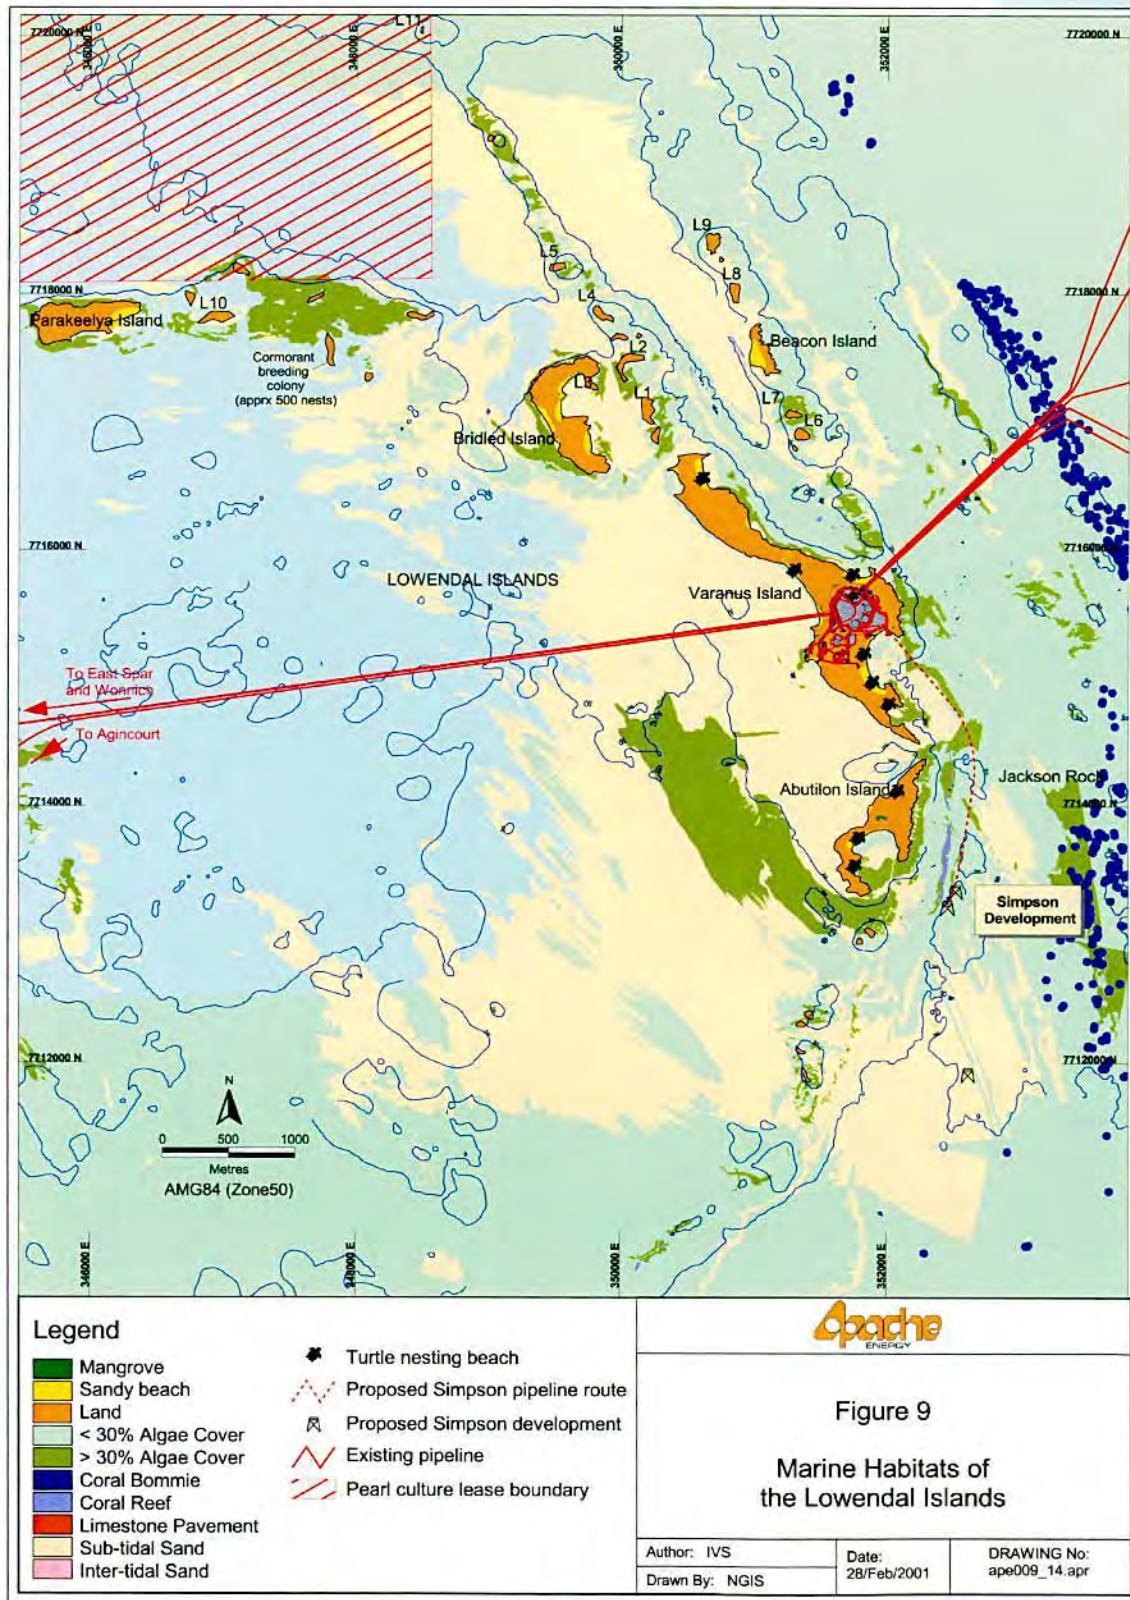 L11
7720000 N
7720000 N
346000 E
348000 E
350000 E
352000 E
L9
L8
L5
L4
7718000 N
7718000 N
L10
Parakeelya Island
Cormorant
breeding
colony
(apprx 500 nests)
L2
L3
L1
Beacon Island
L7
L6
Bridled Island
7716000 N
7716000 N
LOWENDAL ISLANDS
Varanus Island
To East Spar
and Wonnich
To Agincourt
Jackson Rock
Abutilon Island
7714000 N
7714000 N
Simpson
Development
7712000 N
7712000 N
N
0 500 1000
Metres
AMG84 (Zone50)
346000 E
348000 E
350000 E
352000 E
Legend
Mangrove
Sandy beach
Land
< 30% Algae Cover
> 30% Algae Cover
Coral Bommie
Coral Reef
Limestone Pavement
Sub-tidal Sand
Inter-tidal Sand
Turtle nesting beach
Proposed Simpson pipeline route
Proposed Simpson development
Existing pipeline
Pearl culture lease boundary
Apache
ENERGY
Figure 9
Marine Habitats of
the Lowendal Islands
Author: IVS
Drawn By: NGIS
Date:
28/Feb/2001
DRAWING No:
ape009_14.apr